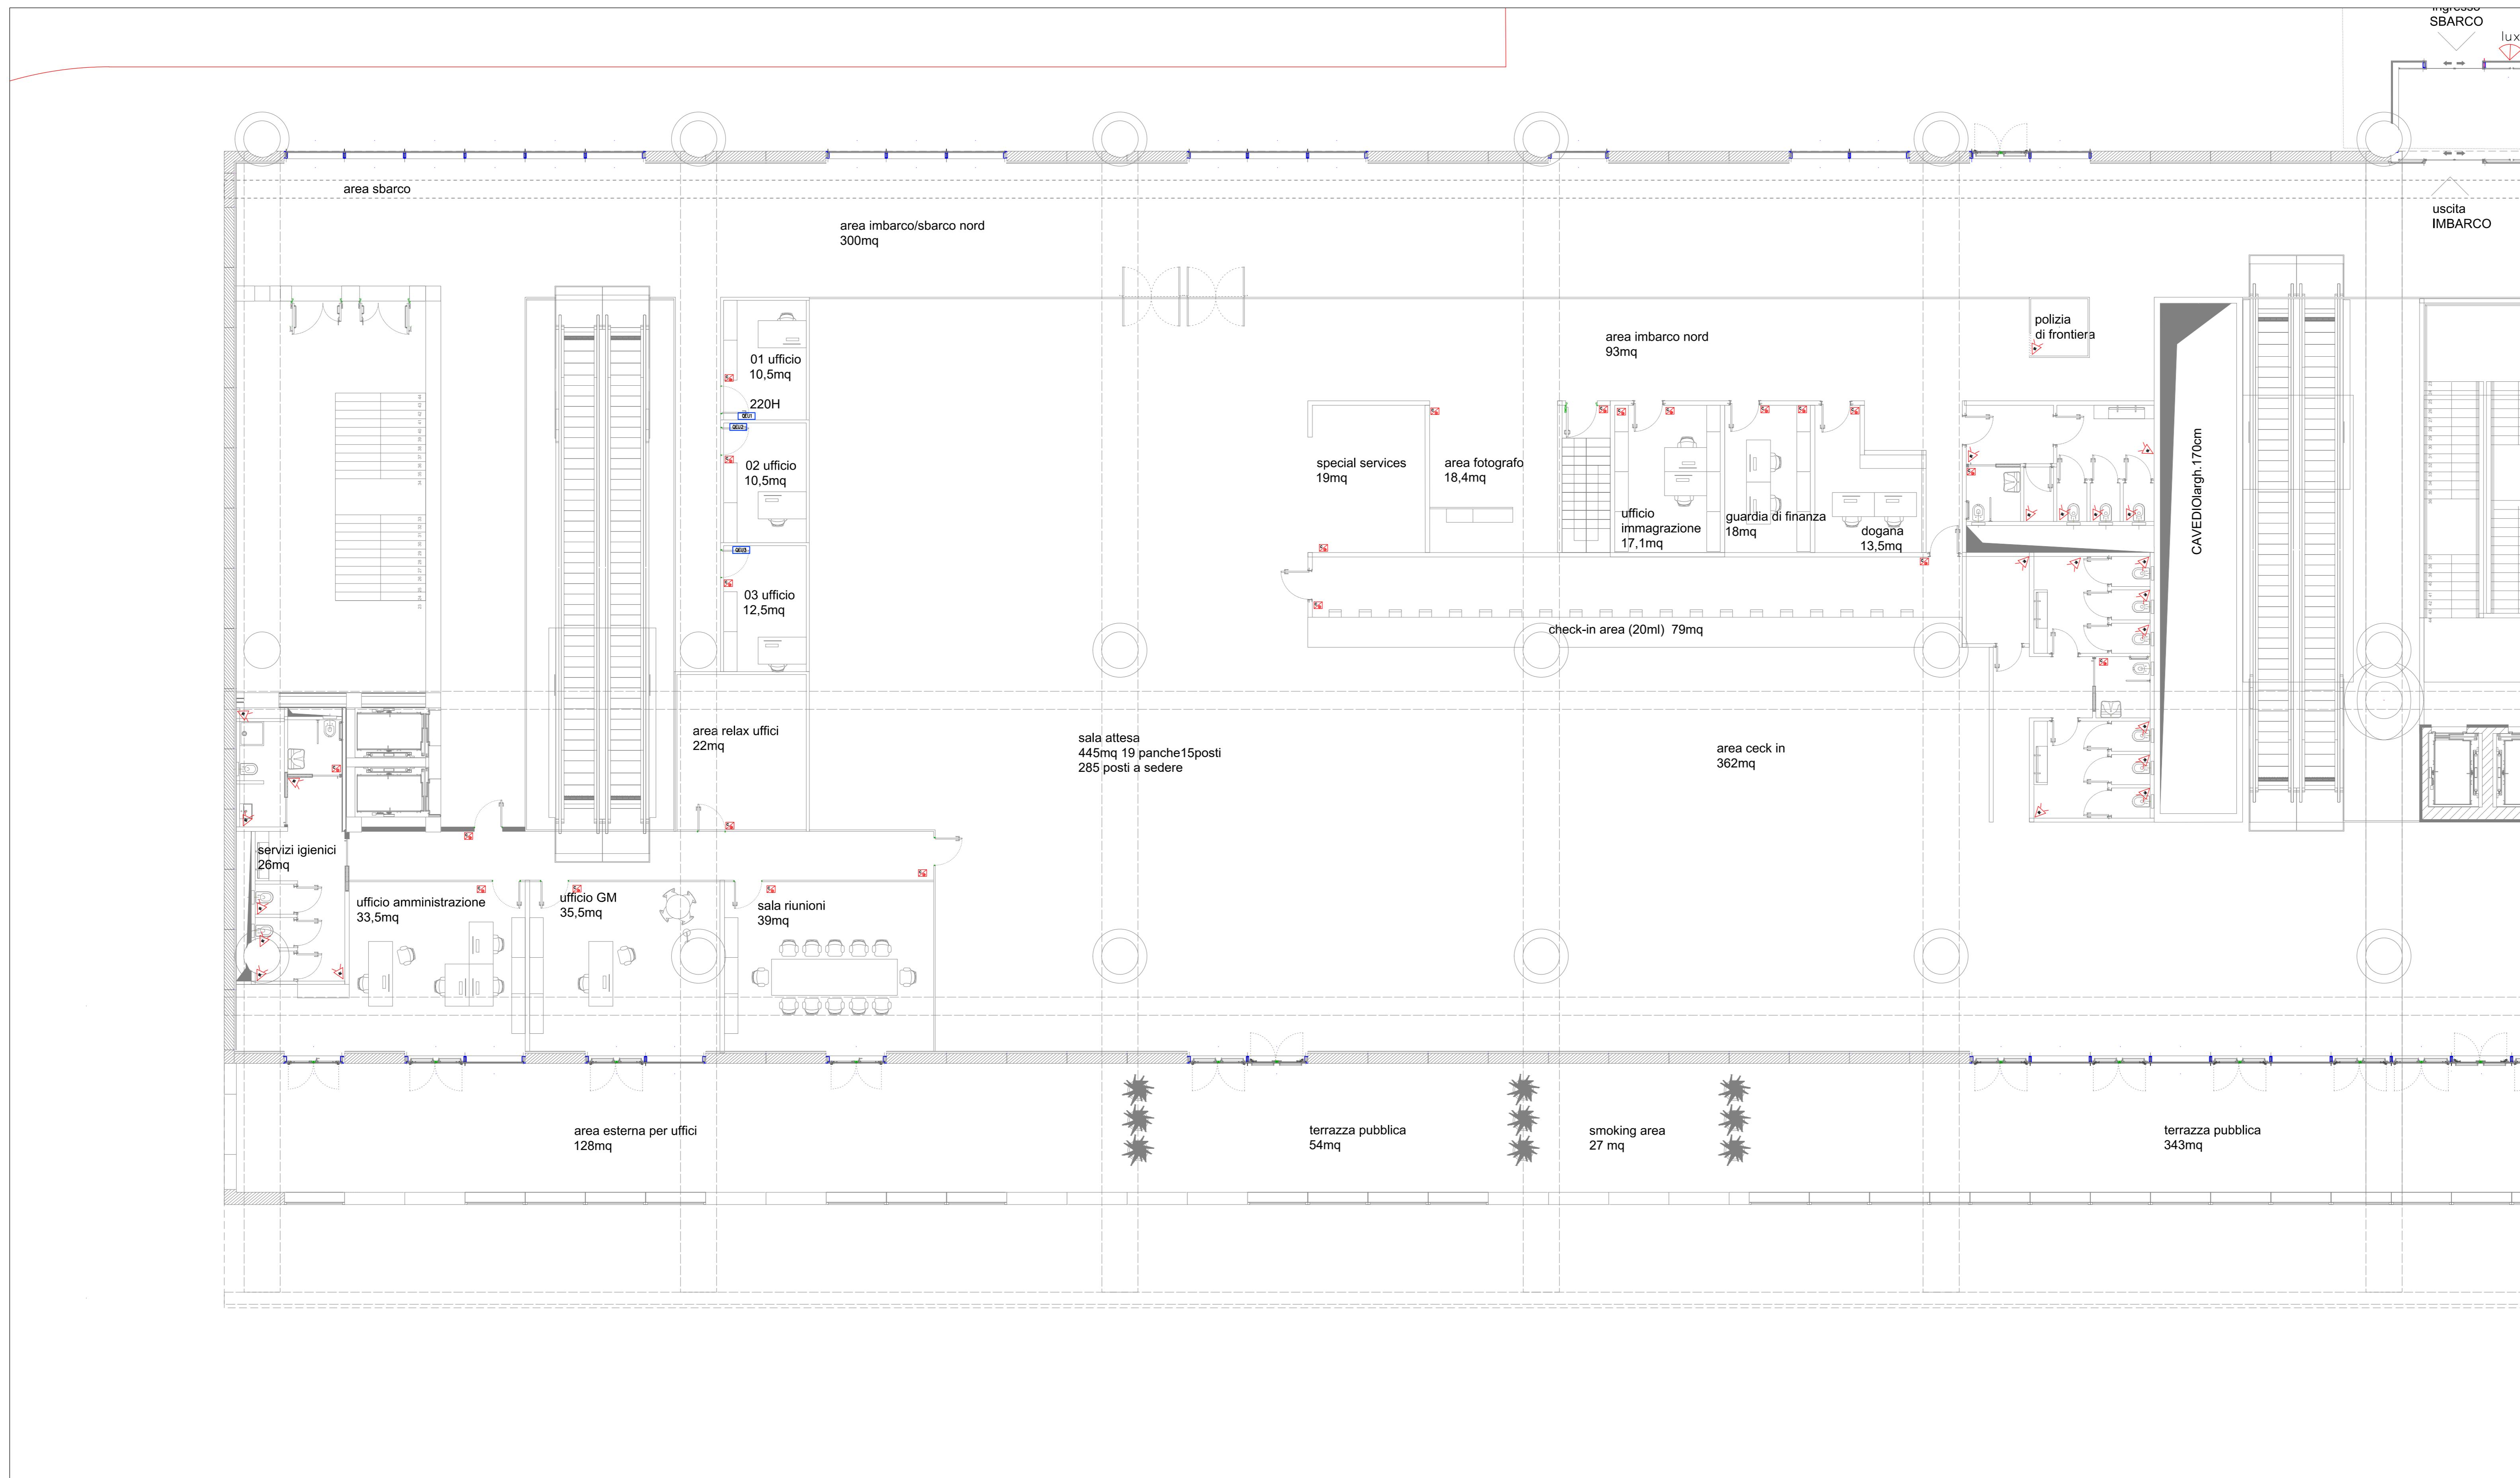 ingresso
SBARCO
lux
area sbarco
uscita
IMBARCO
area imbarco/sbarco nord
300mq
polizia
di frontiera
area imbarco nord
93mq
01 ufficio
10,5mq
220H
QEU1
QEU2
02 ufficio
10,5mq
QEU3
03 ufficio
12,5mq
special services
19mq
area fotografo
18,4mq
ufficio
immagrazione
17,1mq
guardia di finanza
18mq
dogana
13,5mq
CAVEDIOlargh.170cm
check-in area (20ml) 79mq
area relax uffici
22mq
sala attesa
445mq 19 panche15posti
285 posti a sedere
area ceck in
362mq
servizi igienici
26mq
ufficio amministrazione
33,5mq
ufficio GM
35,5mq
sala riunioni
39mq
area esterna per uffici
128mq
terrazza pubblica
54mq
smoking area
27 mq
terrazza pubblica
343mq